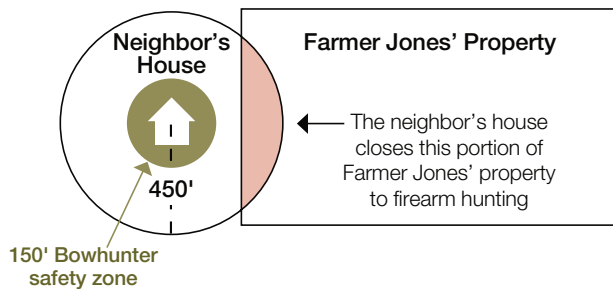 Neighbor's
House
Farmer Jones' Property
The neighbor's house
closes this portion of
Farmer Jones' property
to firearm hunting
450'
150' Bowhunter
safety zone